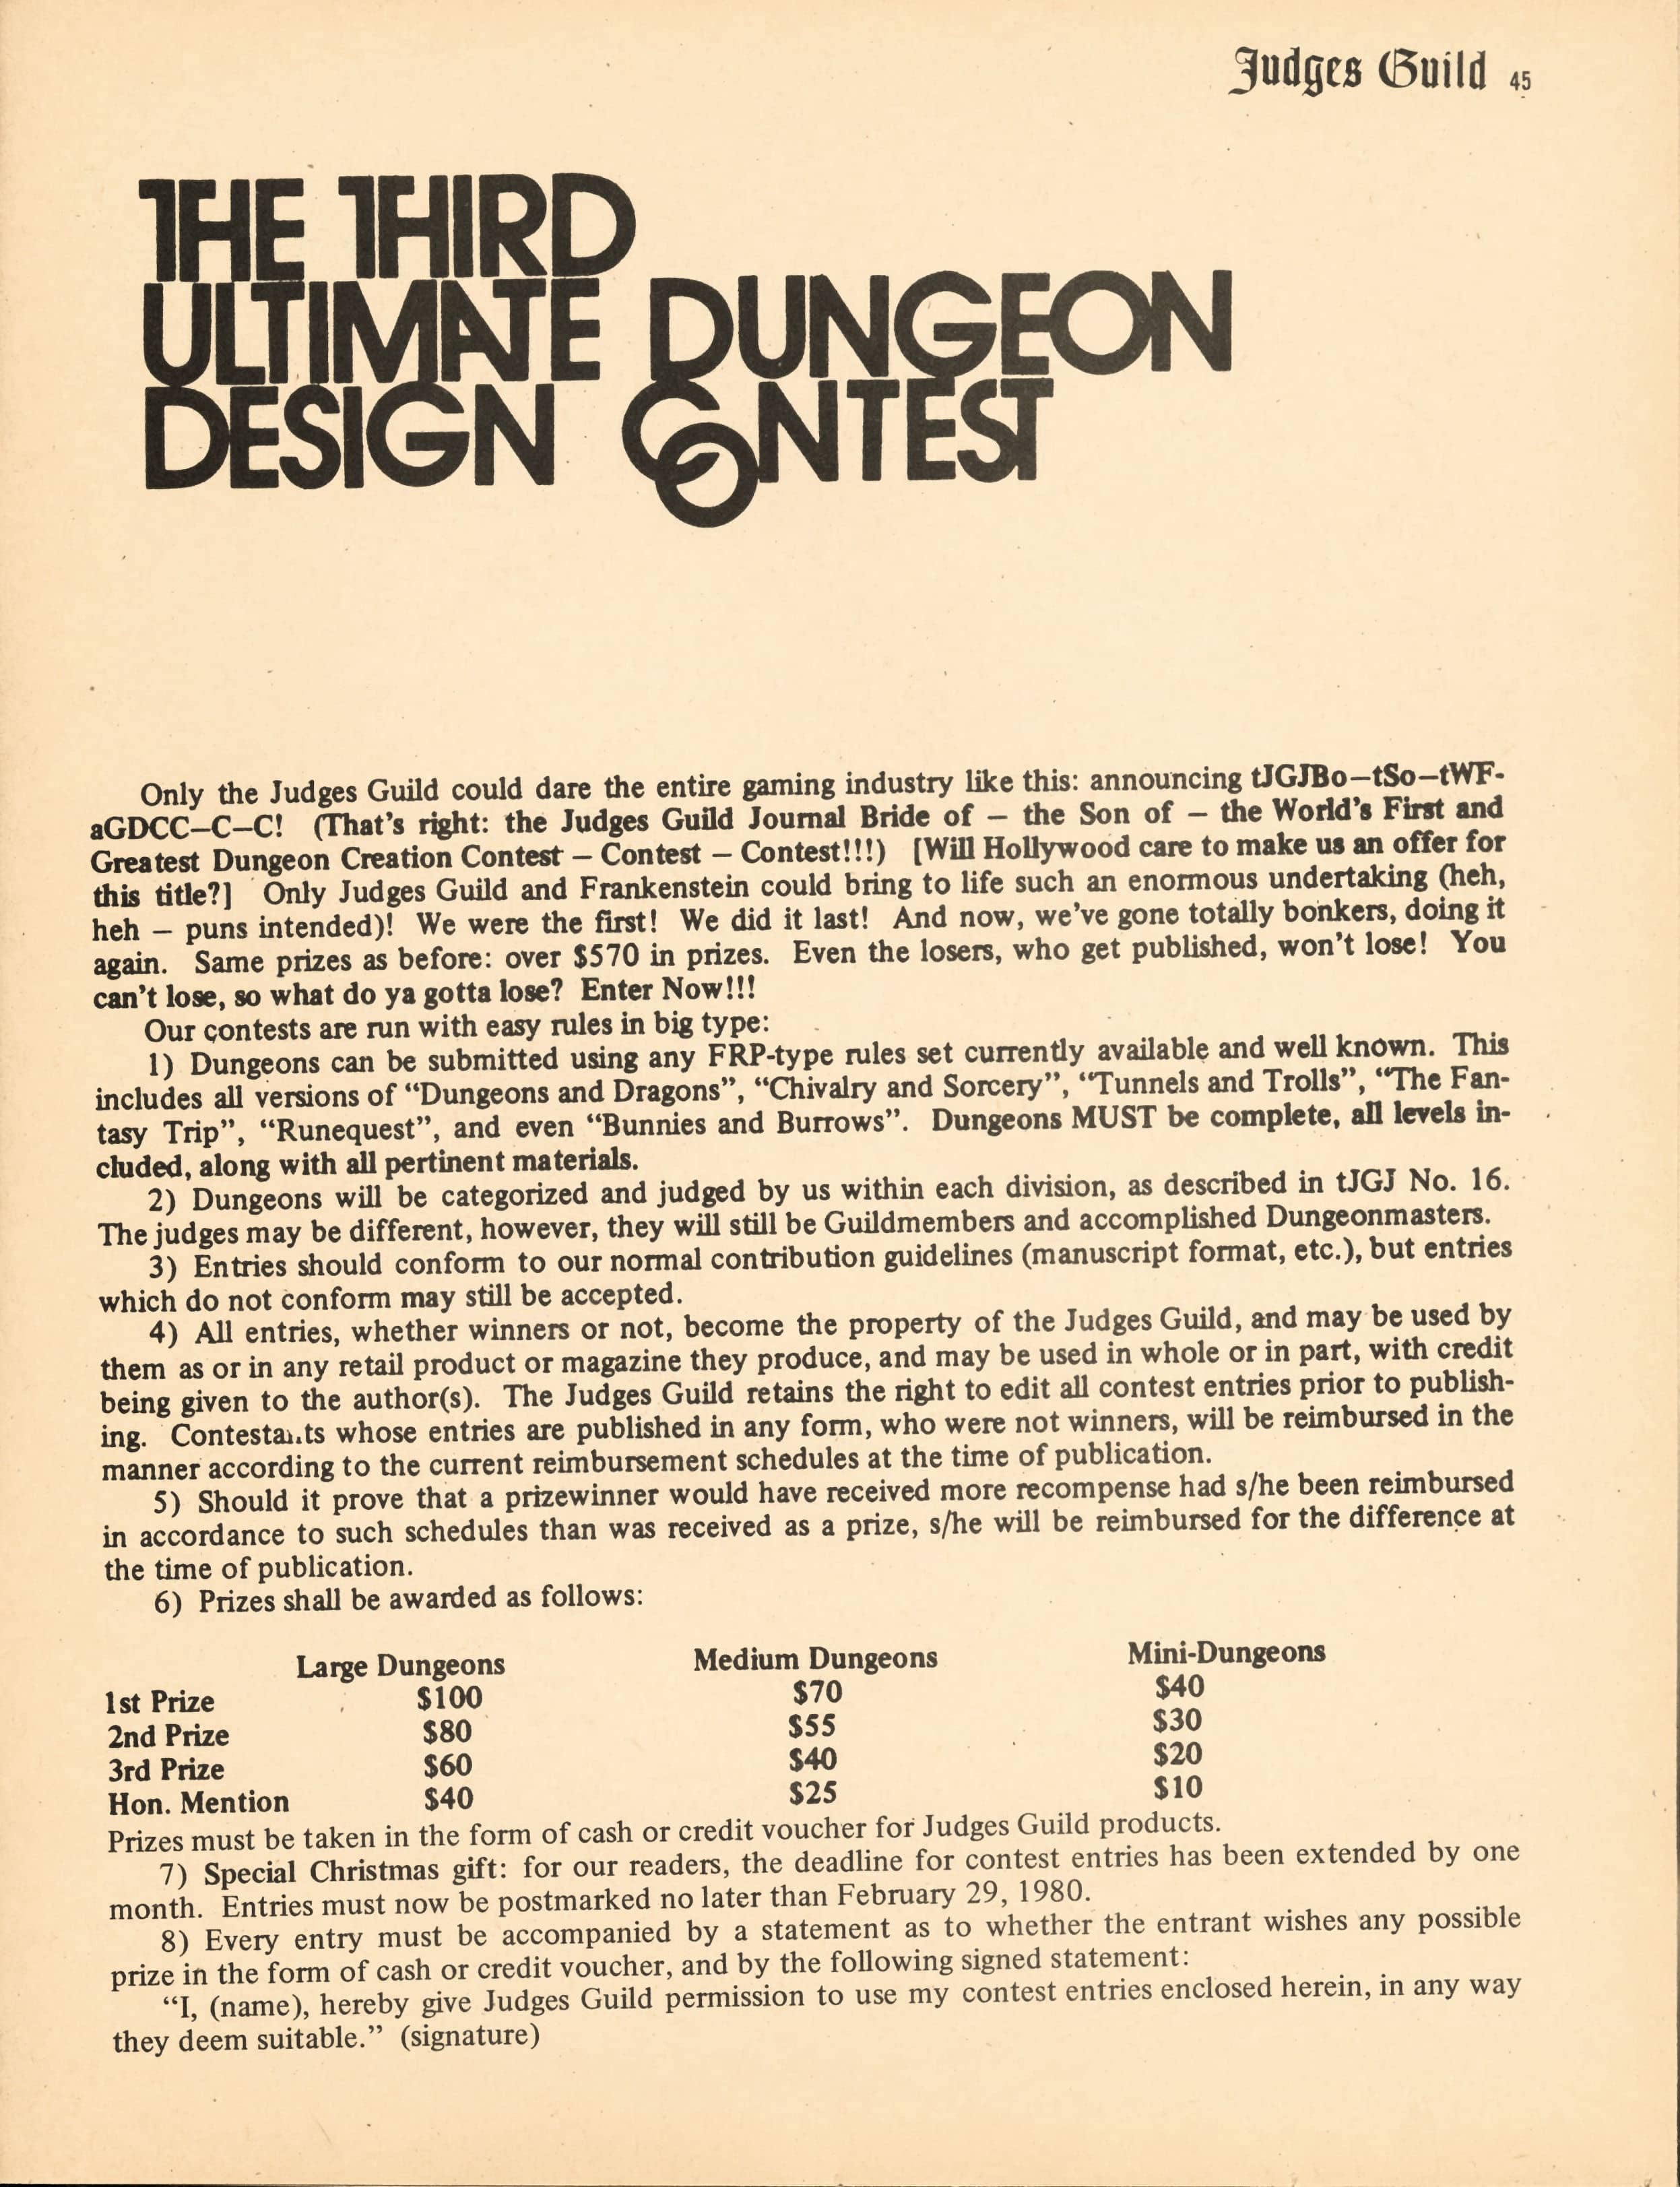 Judges Guild 45
THE THIRD
ULTIMATE DUNGEON
DESIGN CONTEST
Only the Judges Guild could dare the entire gaming industry like this: announcing tJGJBo—tSo—tWF-
aGDCC—C—C! (That's right: the Judges Guild Journal Bride of — the Son of — the World's First and
Greatest Dungeon Creation Contest — Contest — Contest!!!) [Will Hollywood care to make us an offer for
this title?] Only Judges Guild and Frankenstein could bring to life such an enormous undertaking (heh,
heh — puns intended)! We were the first! We did it last! And now, we've gone totally bonkers, doing it
again. Same prizes as before: over $570 in prizes. Even the losers, who get published, won't lose! You
can't lose, so what do ya gotta lose? Enter Now!!!
Our contests are run with easy rules in big type:
1) Dungeons can be submitted using any FRP-type rules set currently available and well known. This
includes all versions of “Dungeons and Dragons”, “Chivalry and Sorcery”, “Tunnels and Trolls”, “The Fan-
tasy Trip”, “Runequest”, and even “Bunnies and Burrows”. Dungeons MUST be complete, all levels in-
cluded, along with all pertinent materials.
2) Dungeons will be categorized and judged by us within each division, as described in tJGJ No. 16.
The judges may be different, however, they will still be Guildmembers and accomplished Dungeonmasters.
3) Entries should conform to our normal contribution guidelines (manuscript format, etc.), but entries
which do not conform may still be accepted.
4) All entries, whether winners or not, become the property of the Judges Guild, and may be used by
them as or in any retail product or magazine they produce, and may be used in whole or in part, with credit
being given to the author(s). The Judges Guild retains the right to edit all contest entries prior to publish-
ing. Contestants whose entries are published in any form, who were not winners, will be reimbursed in the
manner according to the current reimbursement schedules at the time of publication.
5) Should it prove that a prizewinner would have received more recompense had s/he been reimbursed
in accordance to such schedules than was received as a prize, s/he will be reimbursed for the difference at
the time of publication.
6) Prizes shall be awarded as follows:
Large Dungeons Medium Dungeons Mini-Dungeons
1st Prize $100 $70 $40
2nd Prize $80 $55 $30
3rd Prize $60 $40 $20
Hon. Mention $40 $25 $10
Prizes must be taken in the form of cash or credit voucher for Judges Guild products.
7) Special Christmas gift: for our readers, the deadline for contest entries has been extended by one
month. Entries must now be postmarked no later than February 29, 1980.
8) Every entry must be accompanied by a statement as to whether the entrant wishes any possible
prize in the form of cash or credit voucher, and by the following signed statement:
“I, (name), hereby give Judges Guild permission to use my contest entries enclosed herein, in any way
they deem suitable.” (signature)